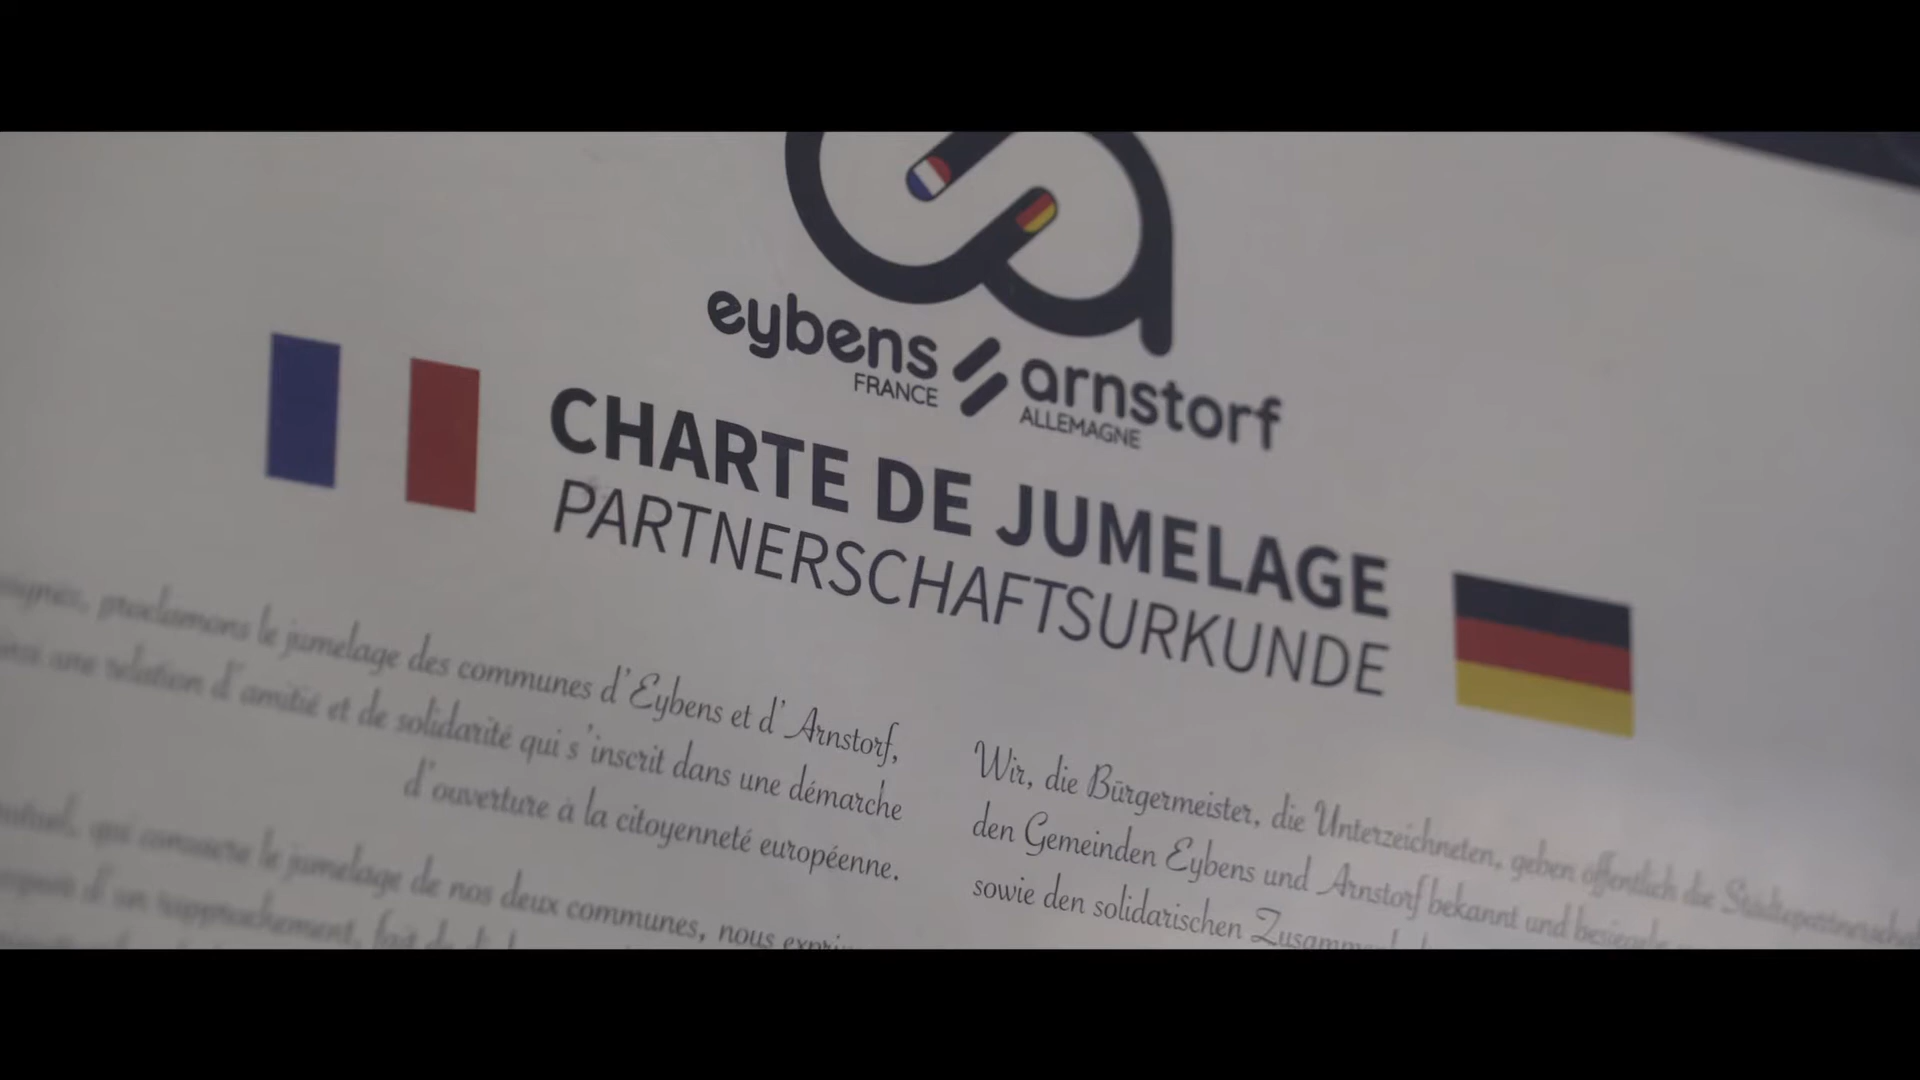 eybens
FRANCE
arnstorf
ALLEMAGNE
CHARTE DE JUMELAGE
PARTNERSCHAFTSURKUNDE
proclamons le jumelage des communes d'Eybens et d'Arnstorf,
une relation d'amitié et de solidarité qui s'inscrit dans une démarche
d'ouverture à la citoyenneté européenne.
qui consacre le jumelage de nos deux communes, nous
d'un rapprochement,
Wir, die Bürgermeister, die Unterzeichneten, geben öffentlich die
den Gemeinden Eybens und Arnstorf bekannt und
sowie den solidarischen